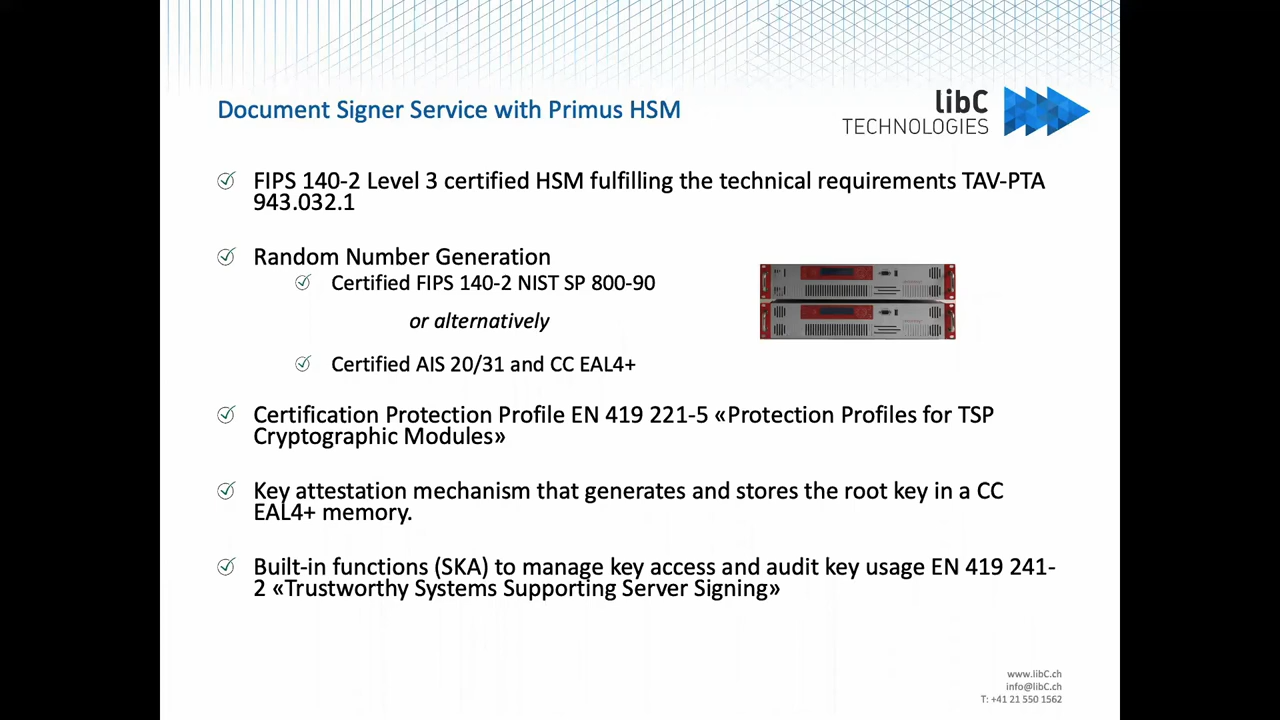 Document Signer Service with Primus HSM
libC
TECHNOLOGIES
FIPS 140-2 Level 3 certified HSM fulfilling the technical requirements TAV-PTA
943.032.1
Random Number Generation
Certified FIPS 140-2 NIST SP 800-90
or alternatively
Certified AIS 20/31 and CC EAL4+
Certification Protection Profile EN 419 221-5 «Protection Profiles for TSP
Cryptographic Modules»
Key attestation mechanism that generates and stores the root key in a CC
EAL4+ memory.
Built-in functions (SKA) to manage key access and audit key usage EN 419 241-
2 «Trustworthy Systems Supporting Server Signing»
www.libC.ch
info@libC.ch
T: +41 21 550 1562